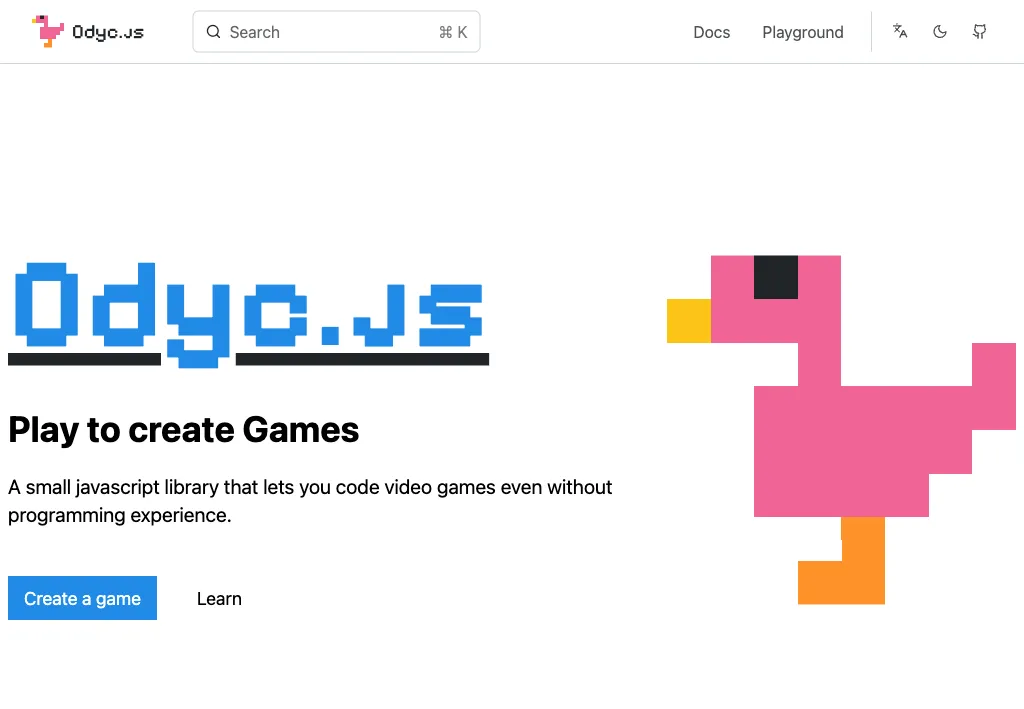 Odyc.Js
Search
⌘ K
Docs
Playground
Odyc.Js
Play to create Games
A small javascript library that lets you code video games even without
programming experience.
Create a game
Learn